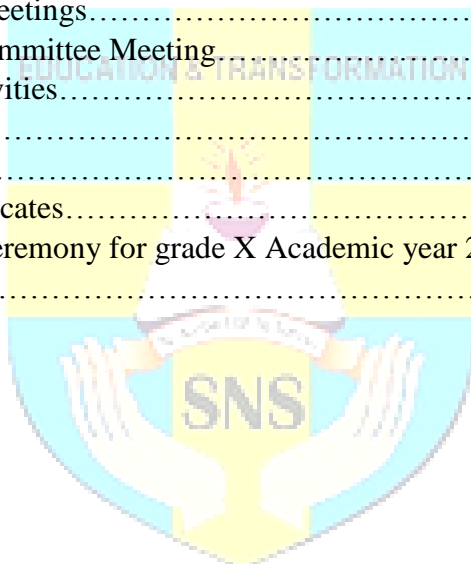 eetings........................................
mmittee Meeting........................
EDUCATION & TRANSFORMATION
vities............................................
....................................................
....................................................
cates............................................
eremony for grade X Academic year 2
....................................................
SNS